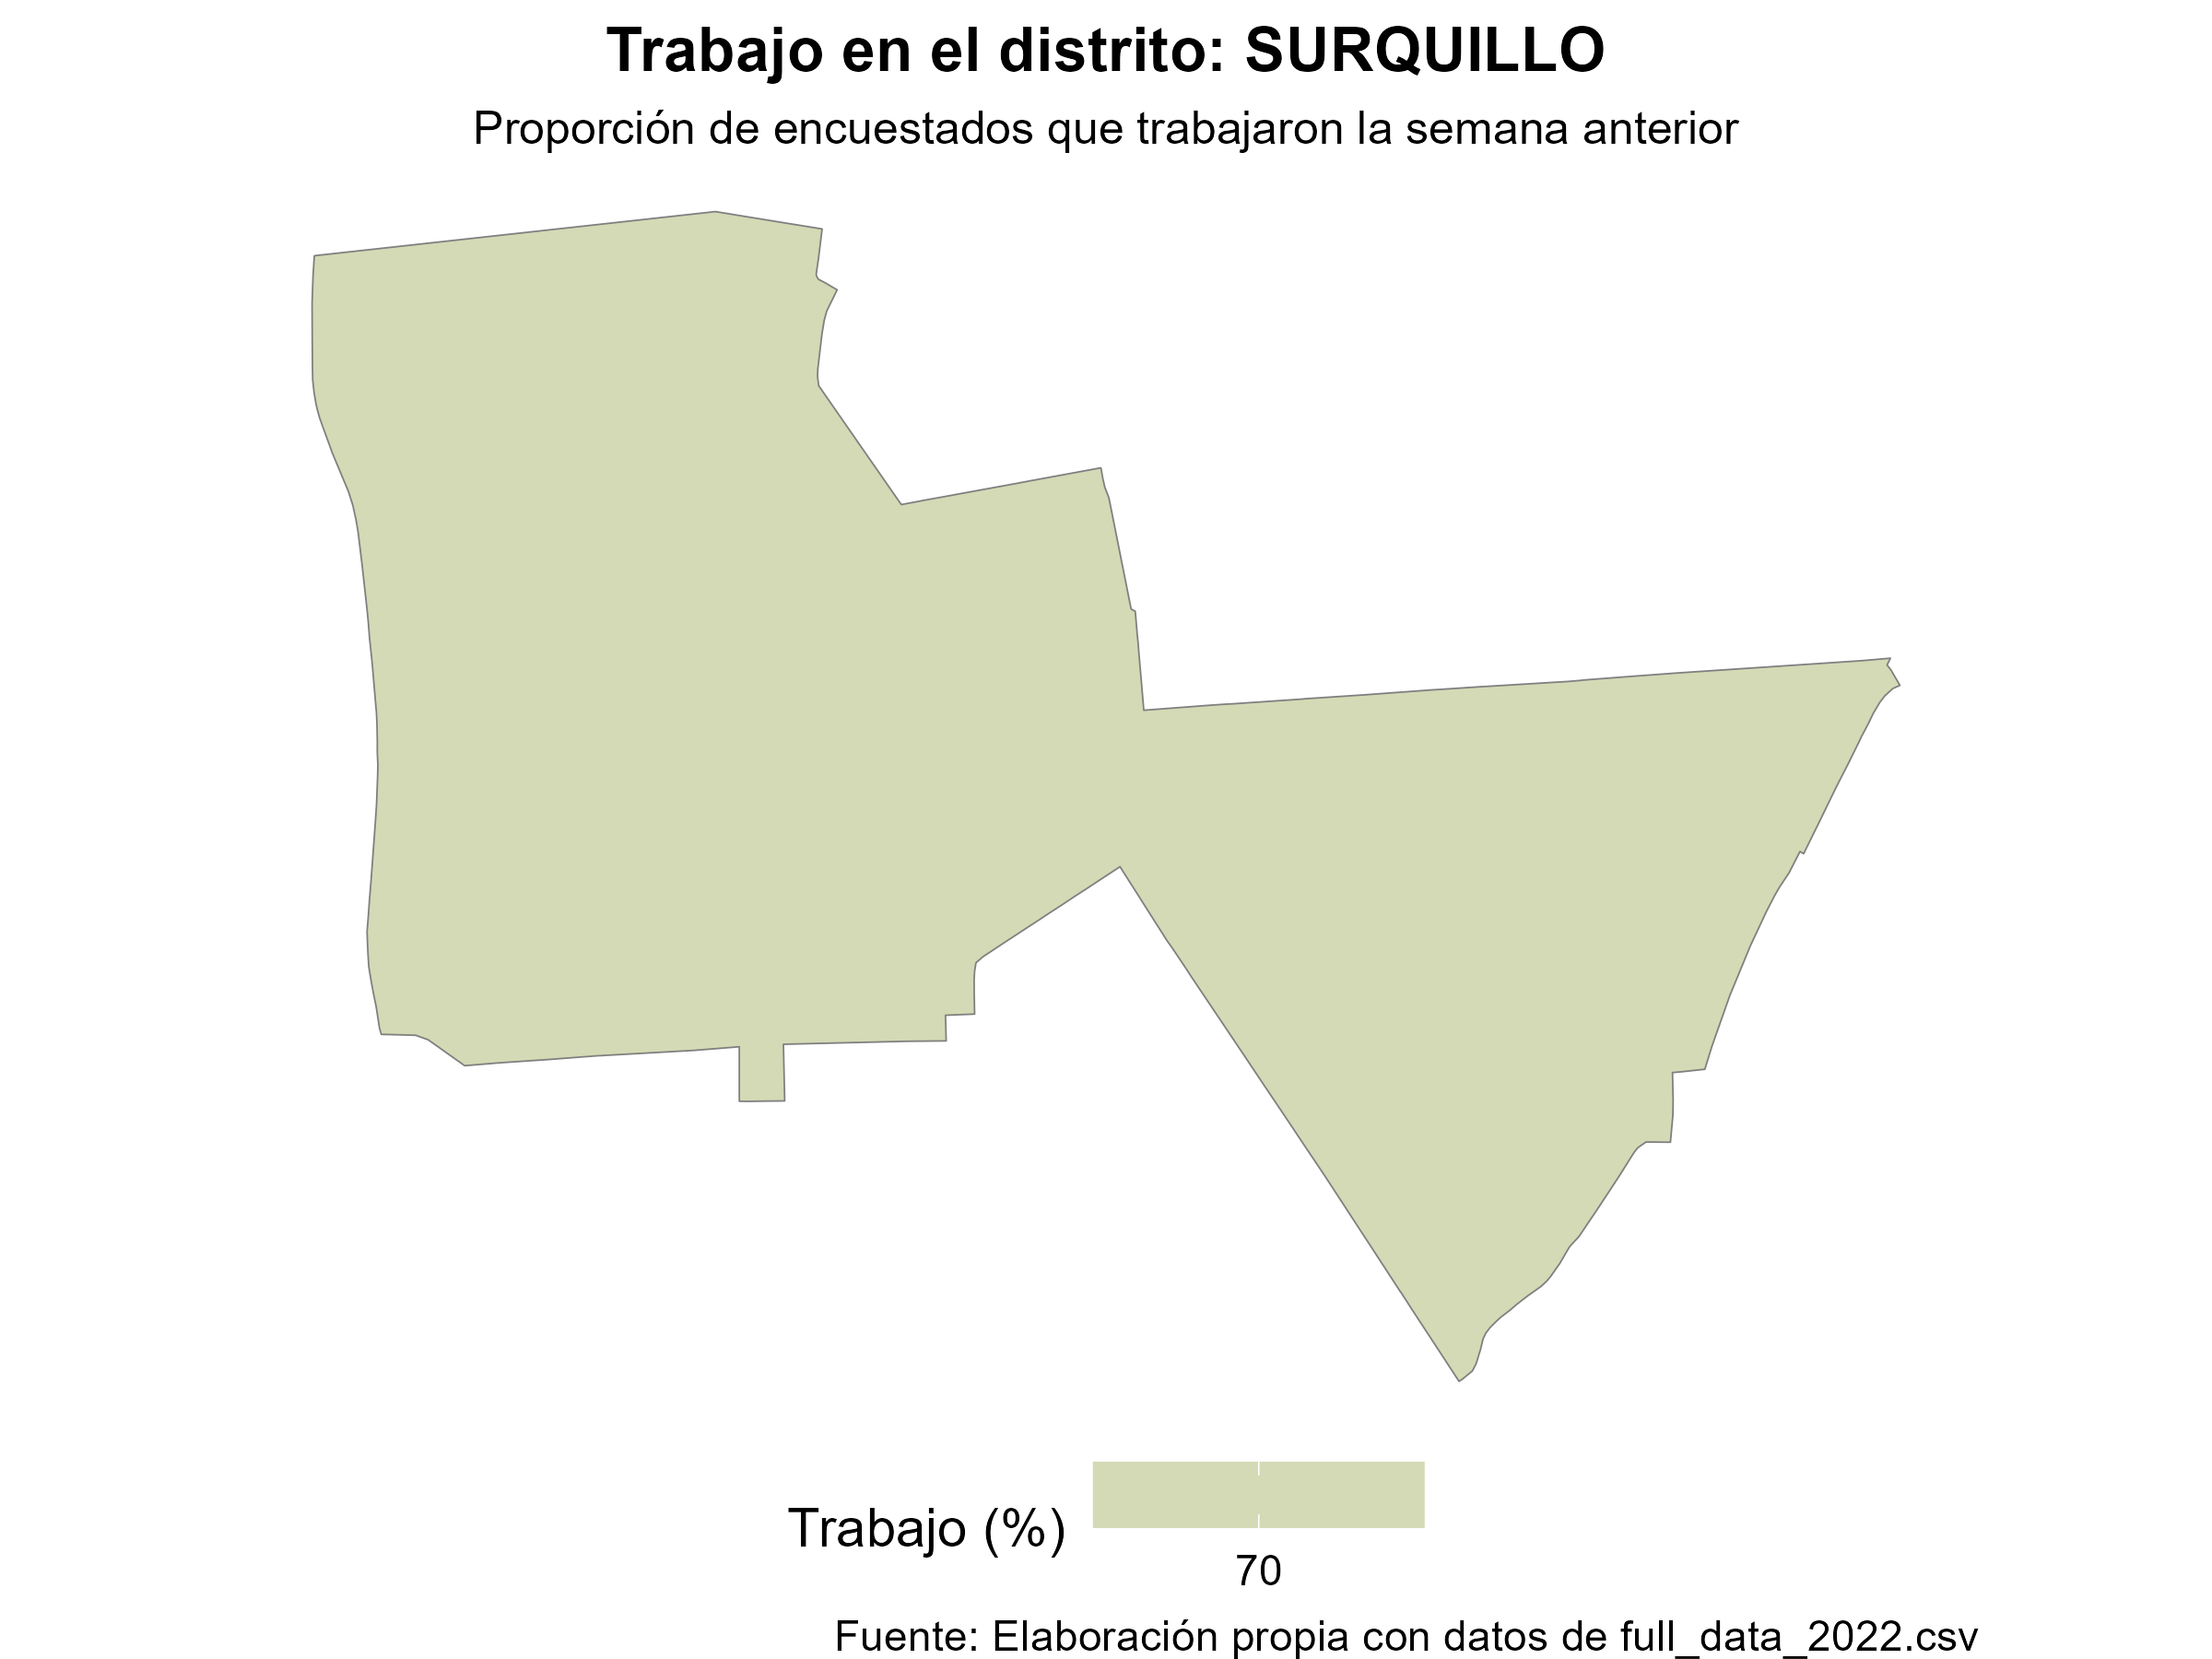 Trabajo en el distrito: SURQUILLO
Proporción de encuestados que trabajaron la semana anterior
Trabajo (%)
70
Fuente: Elaboración propia con datos de full_data_2022.csv